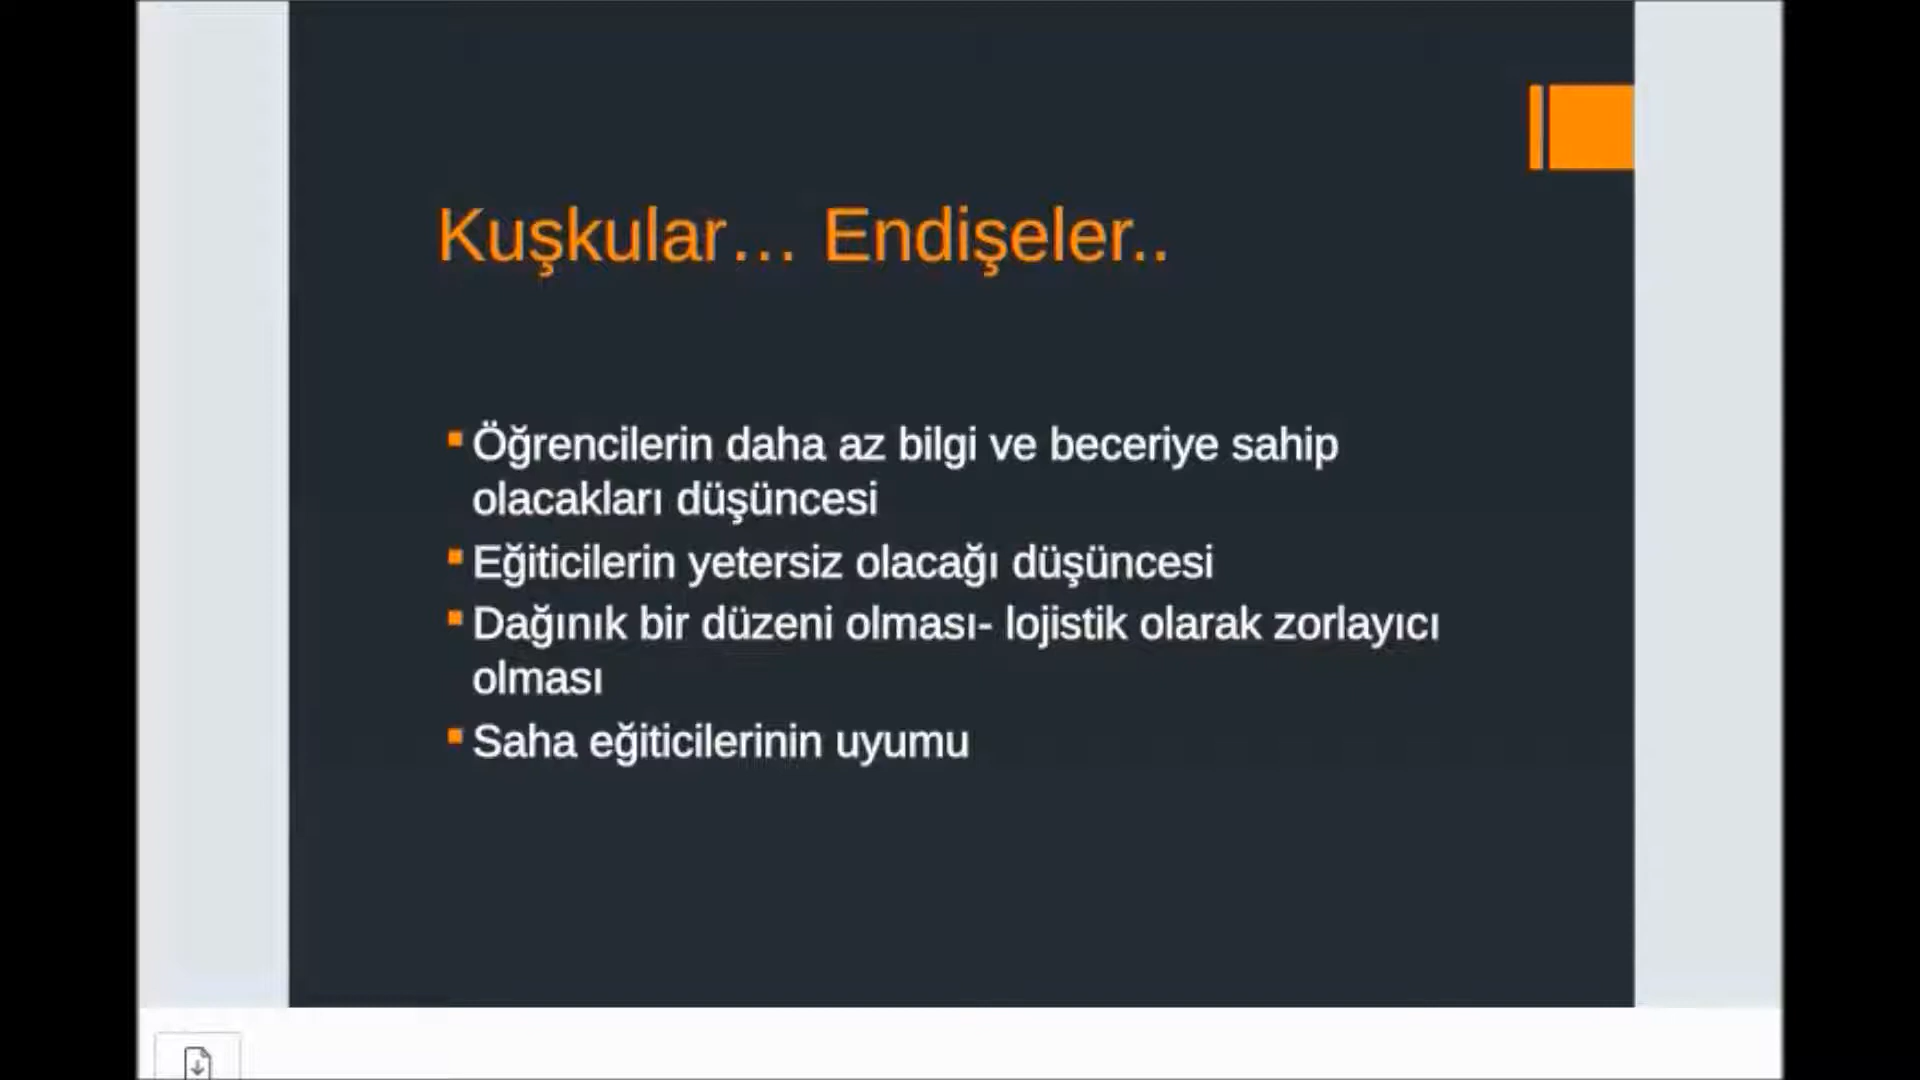 Kuşkular... Endişeler..
Öğrencilerin daha az bilgi ve beceriye sahip
olacakları düşüncesi
Eğiticilerin yetersiz olacağı düşüncesi
Dağınık bir düzeni olması- lojistik olarak zorlayıcı
olması
Saha eğiticilerinin uyumu